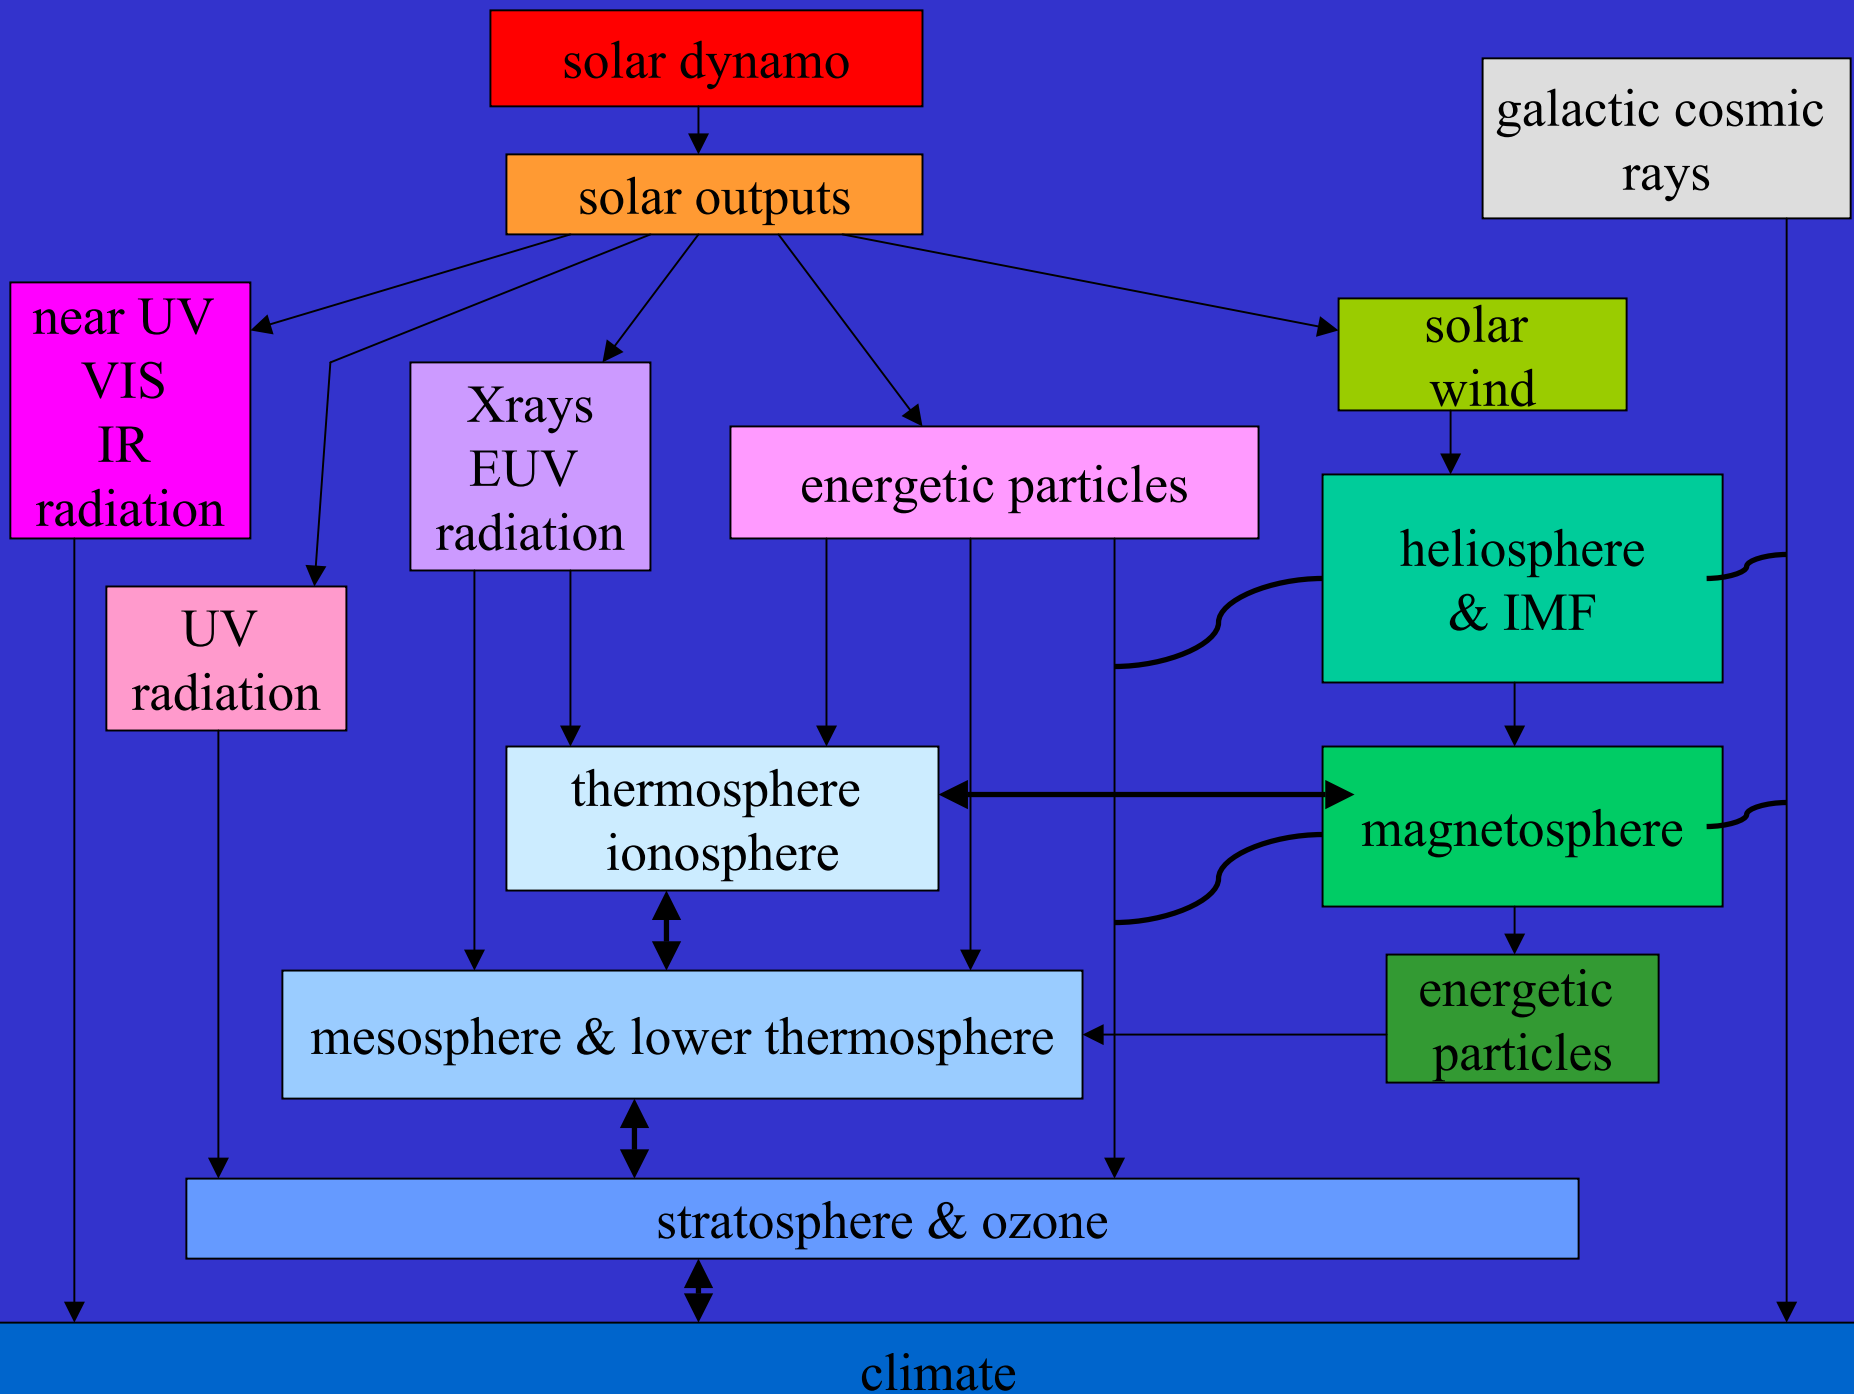 solar dynamo
galactic cosmic
rays
solar outputs
near UV
VIS
IR
radiation
solar
wind
Xrays
EUV
radiation
energetic particles
heliosphere
& IMF
UV
radiation
thermosphere
ionosphere
magnetosphere
energetic
particles
mesosphere & lower thermosphere
stratosphere & ozone
climate